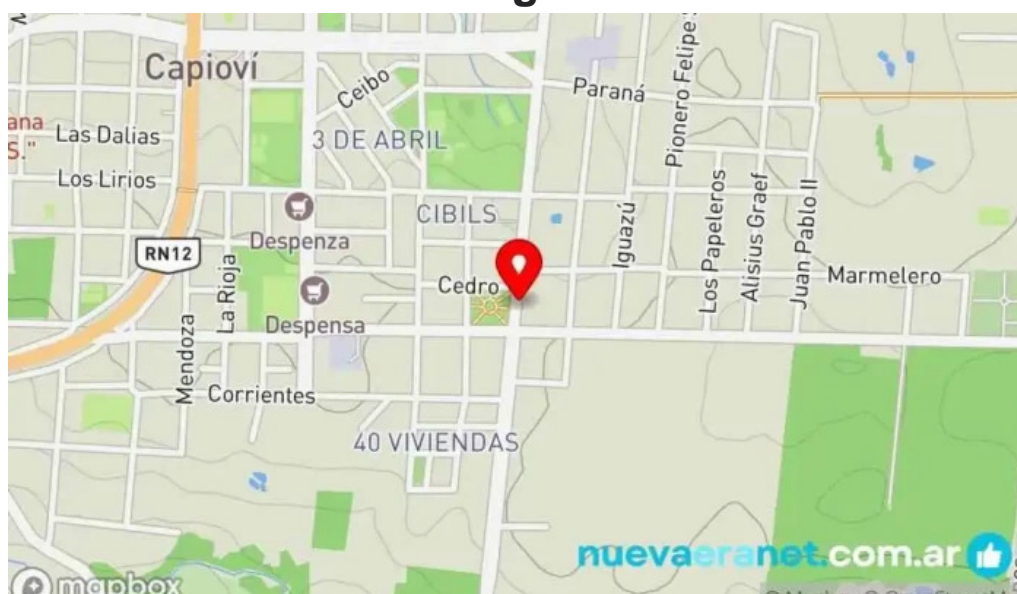 Capioví
Ceibo
Paraná
Pionero Felipe
ana
S."
Las Dalias
3 DE ABRIL
Los Lirios
CIBILS
Iguazú
Los Papeleros
Alisius Graef
Juan Pablo II
Despenza
RN12
La Rioja
Cedro
Marmelero
Despensa
Mendoza
Corrientes
40 VIVIENDAS
nuevaeranet.com.ar
mapbox